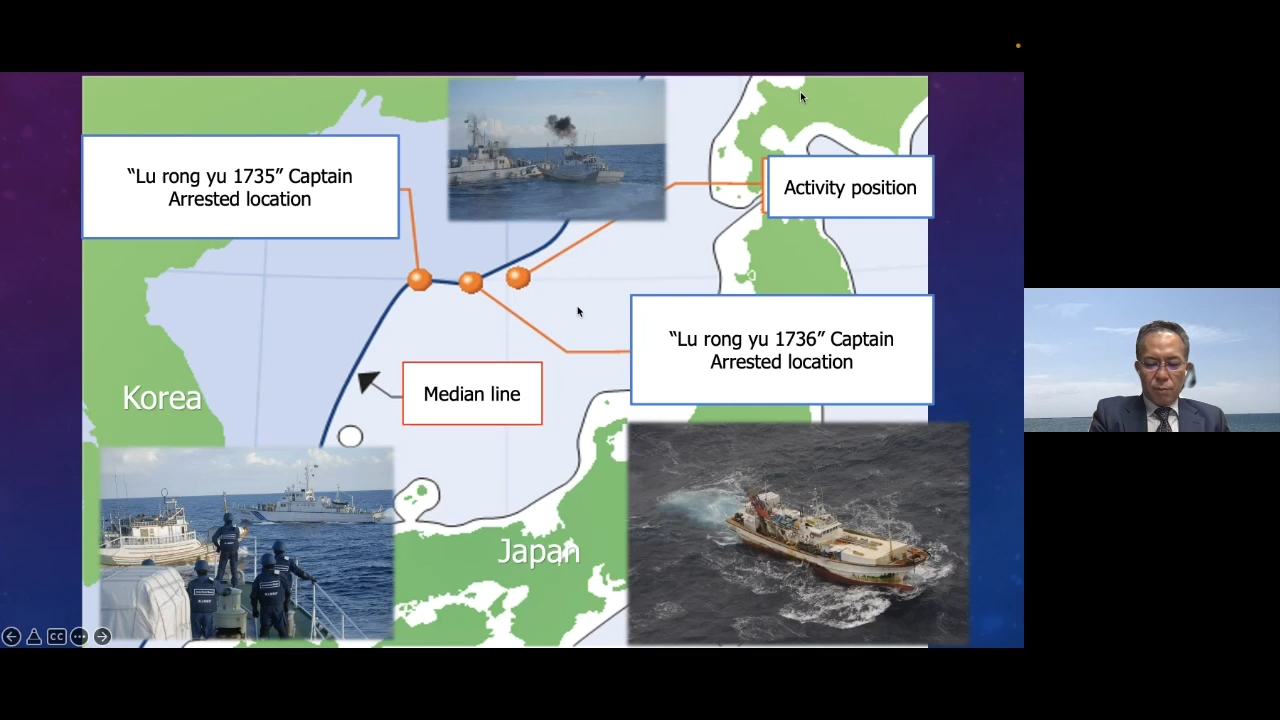 “Lu rong yu 1735” Captain
Arrested location
Activity position
“Lu rong yu 1736” Captain
Arrested location
Korea
Median line
Japan
CC